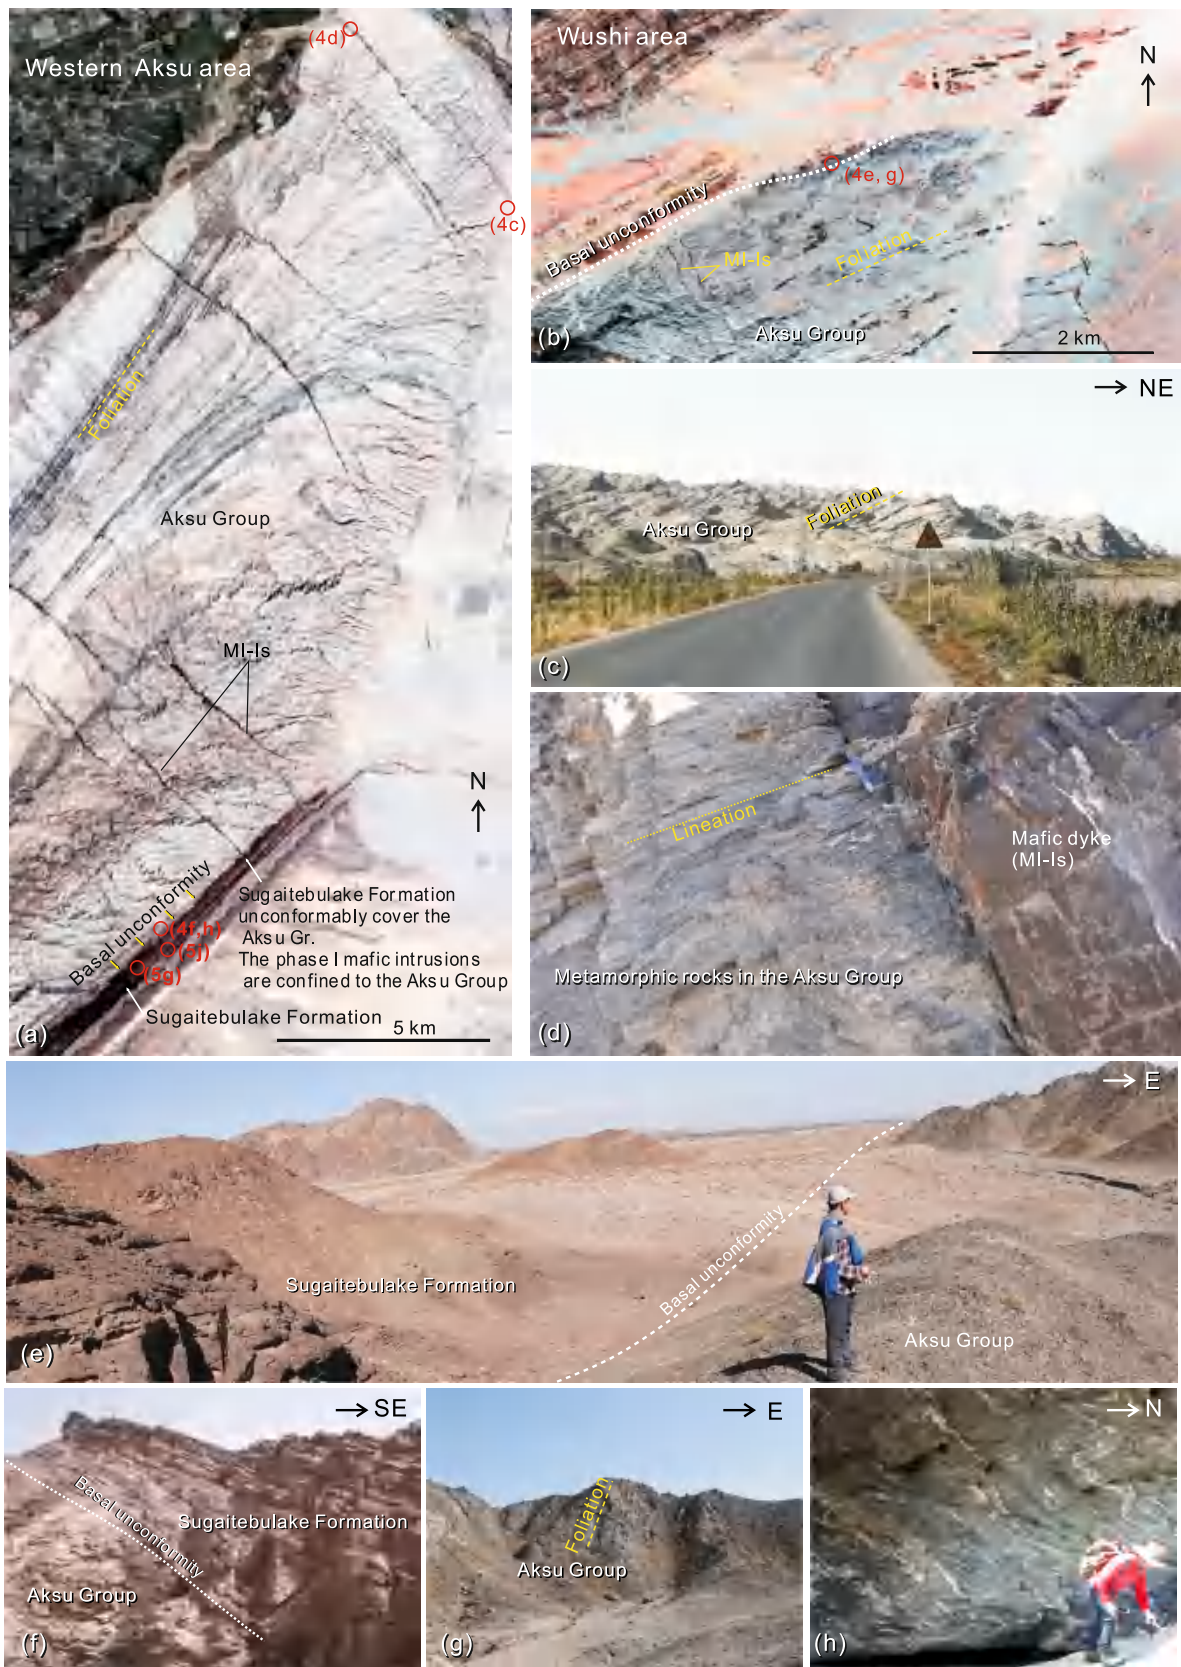 Western Aksu area
(4d)
(4c)
Foliation
Aksu Group
MI-Is
N
Basal unconformity
(4f,h)
(5j)
(5g)
Sugaitebulake Formation
unconformably cover the
Aksu Gr.
The phase I mafic intrusions
are confined to the Aksu Group
Sugaitebulake Formation
5 km
(a)
Wushi area
N
(4e, g)
Basal unconformity
MI-Is
Foliation
Aksu Group
2 km
(b)
NE
Foliation
Aksu Group
(c)
Lineation
Mafic dyke
(MI-Is)
Metamorphic rocks in the Aksu Group
(d)
E
Basal unconformity
Sugaitebulake Formation
Aksu Group
(e)
SE
Basal unconformity
Sugaitebulake Formation
Aksu Group
(f)
E
Foliation
Aksu Group
(g)
N
(h)